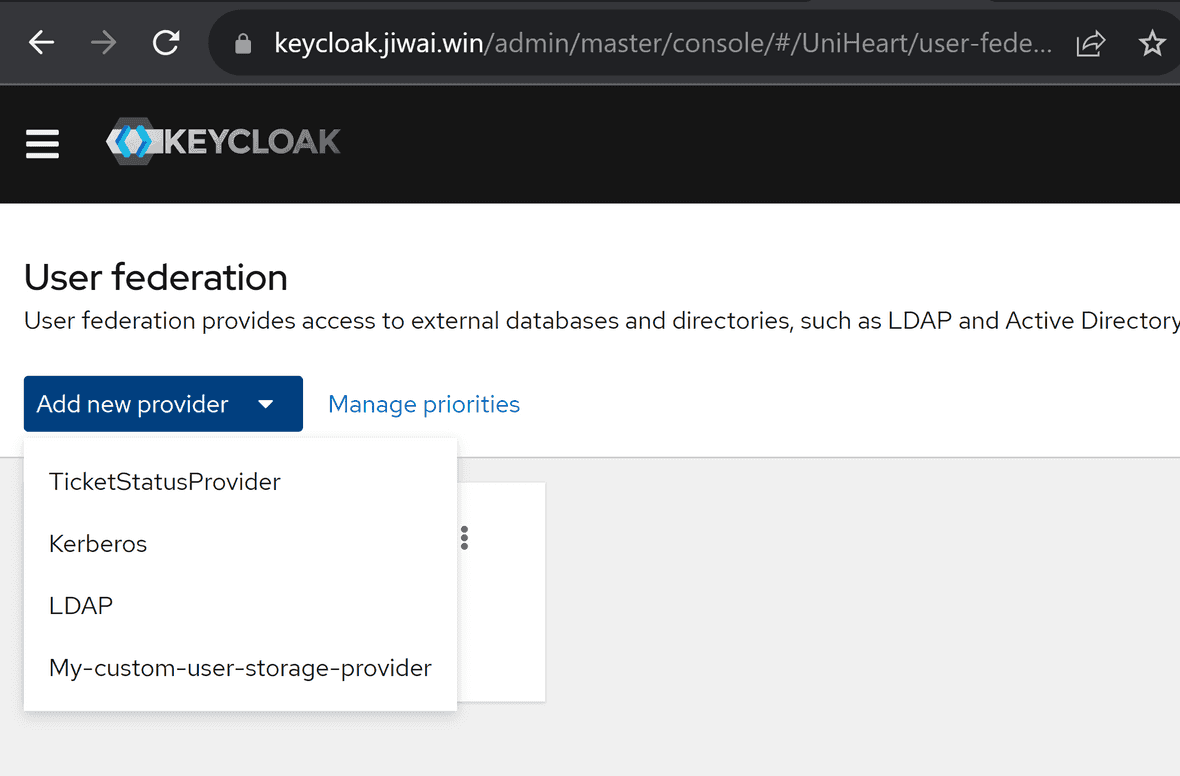 keycloak.jiwai.win/admin/master/console/#/UniHeart/user-fede...
KEYCLOAK
User federation
User federation provides access to external databases and directories, such as LDAP and Active Directory
Add new provider
Manage priorities
TicketStatusProvider
Kerberos
LDAP
My-custom-user-storage-provider